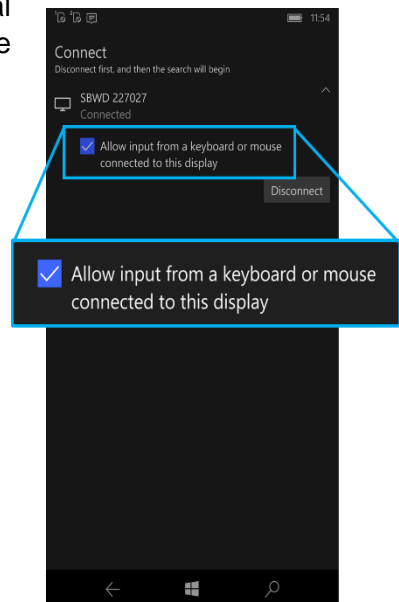 al
e
11:54
Connect
Disconnect first, and then the search will begin
SBWD 227027
Connected
Allow input from a keyboard or mouse
connected to this display
Disconnect
Allow input from a keyboard or mouse
connected to this display